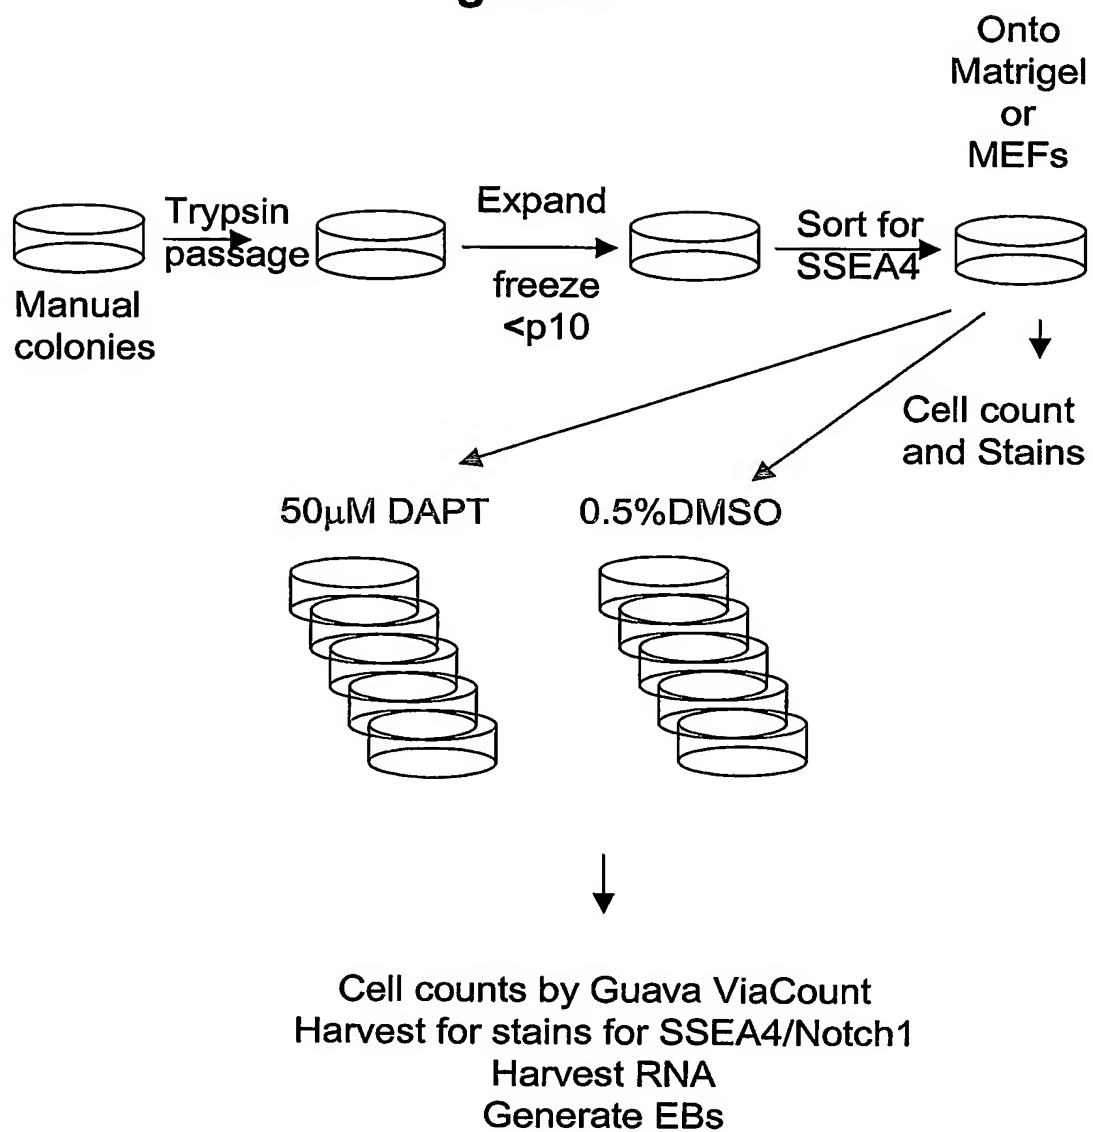 Onto
Matrigel
or
MEFs
Trypsin
passage
Expand
freeze
<p10
Sort for
SSEA4
Manual
colonies
Cell count
and Stains
50μM DAPT
0.5%DMSO
Cell counts by Guava ViaCount
Harvest for stains for SSEA4/Notch1
Harvest RNA
Generate EBs